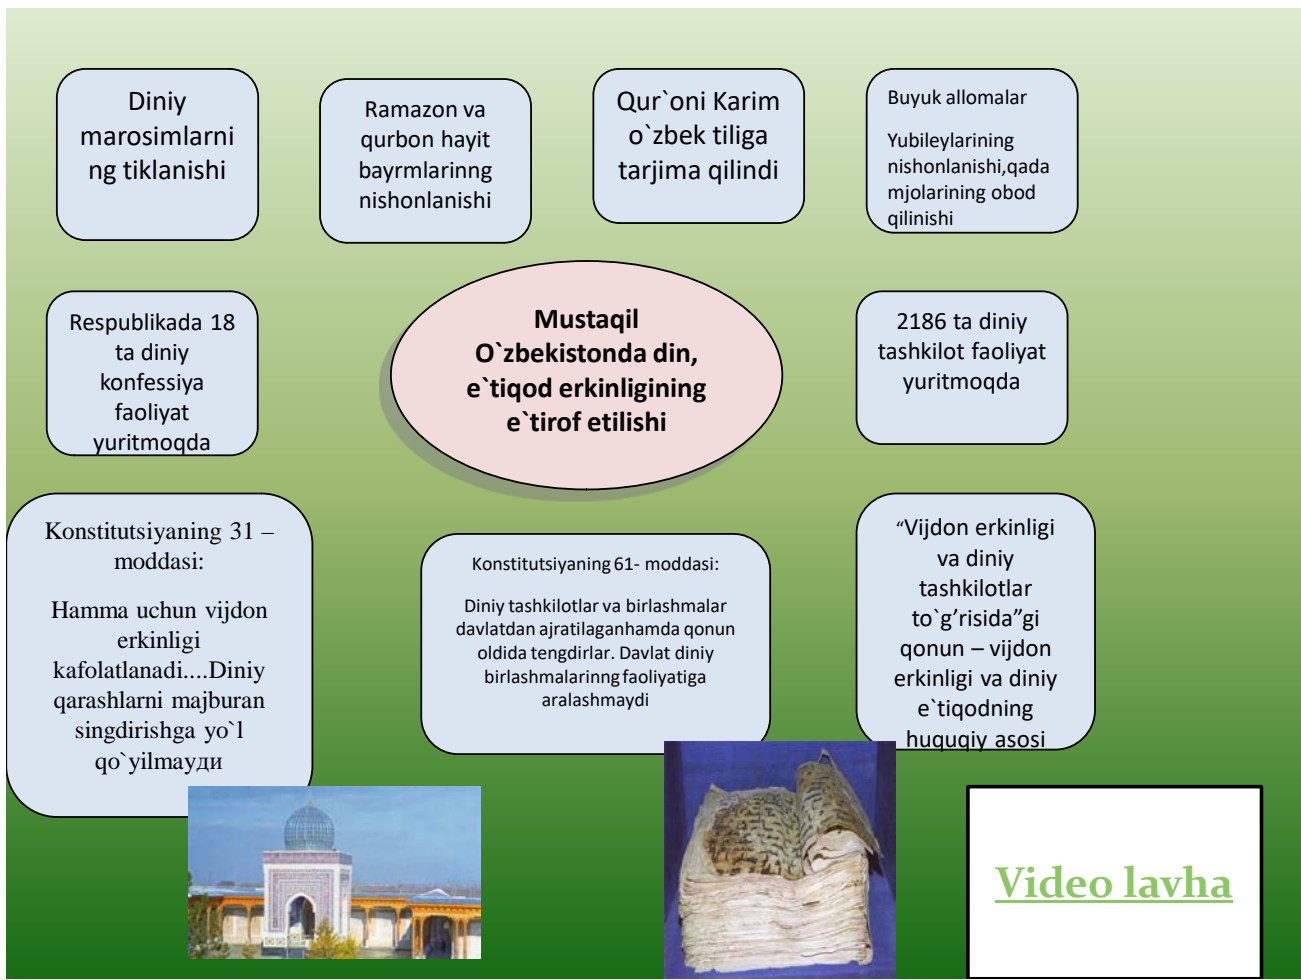 Diniy
marosimlarni
ng tiklanishi
Ramazon va
qurbon hayit
bayrmlarinng
nishonlanishi
Qur`oni Karim
o`zbek tiliga
tarjima qilindi
Buyuk allomalar
Yubileylarining
nishonlanishi,qada
mjolarining obod
qilinishi
Respublikada 18
ta diniy
konfessiya
faoliyat
yuritmoqda
Mustaqil
O`zbekistonda din,
e`tiqod erkinligining
e`tirof etilishi
2186 ta diniy
tashkilot faoliyat
yuritmoqda
Konstitutsiyaning 31 –
moddasi:
Hamma uchun vijdon
erkinligi
kafolatlanadi....Diniy
qarashlarni majburan
singdirishga yo`l
qo`yilmayди
Konstitutsiyaning 61- moddasi:
Diniy tashkilotlar va birlashmalar
davlatdan ajratilaganhamda qonun
oldida tengdirlar. Davlat diniy
birlashmalarinng faoliyatiga
aralashmaydi
“Vijdon erkinligi
va diniy
tashkilotlar
to`g’risida”gi
qonun – vijdon
erkinligi va diniy
e`tiqodning
huquqiy asosi
Video lavha